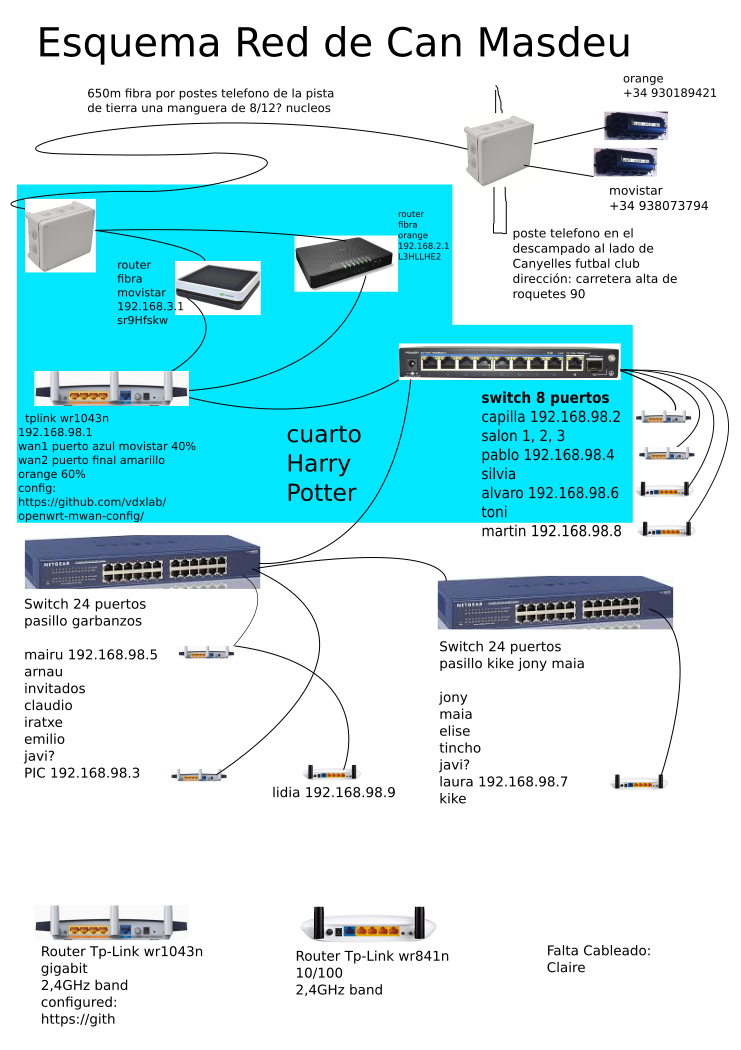 Esquema Red de Can Masdeu
orange
+34 930189421
650m fibra por postes telefono de la pista
de tierra una manguera de 8/12? nucleos
movistar
+34 938073794
poste telefono en el
descampado al lado de
Canyelles futbal club
dirección: carretera alta de
roquetes 90
router
fibra
orange
192.168.2.1
L3HLLHE2
router
fibra
movistar
192.168.3.1
sr9Hfskw
tplink wr1043n
192.168.98.1
wan1 puerto azul movistar 40%
wan2 puerto final amarillo
orange 60%
config:
https://github.com/vdxlab/
openwrt-mwan-config/
cuarto
Harry
Potter
switch 8 puertos
capilla 192.168.98.2
salon 1, 2, 3
pablo 192.168.98.4
silvia
alvaro 192.168.98.6
toni
martin 192.168.98.8
NETGEAR
Switch 24 puertos
pasillo garbanzos
mairu 192.168.98.5
arnau
invitados
claudio
iratxe
emilio
javi?
PIC 192.168.98.3
lidia 192.168.98.9
NETGEAR
Switch 24 puertos
pasillo kike jony maia
jony
maia
elise
tincho
javi?
laura 192.168.98.7
kike
Router Tp-Link wr1043n
gigabit
2,4GHz band
configured:
https://gith
Router Tp-Link wr841n
10/100
2,4GHz band
Falta Cableado:
Claire